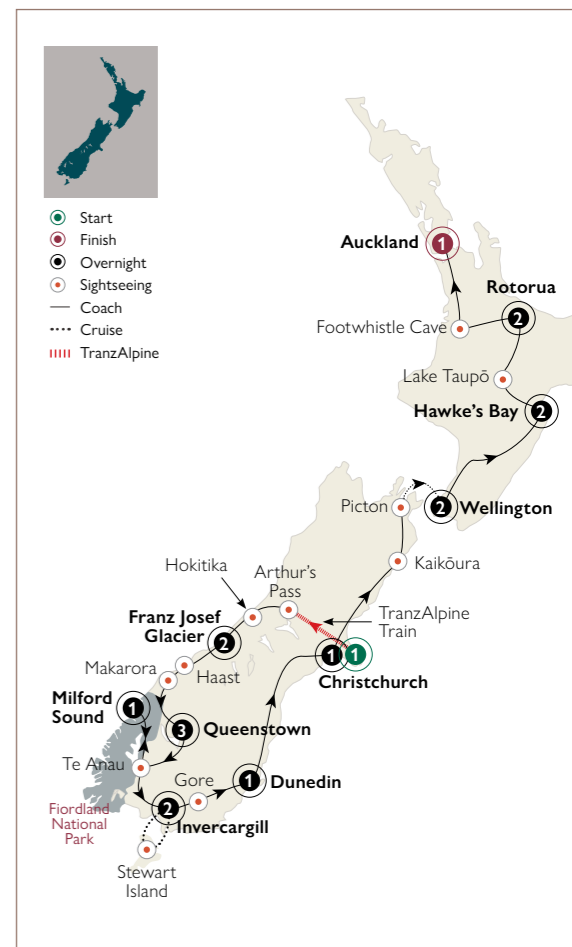 Start
Finish
Overnight
Sightseeing
Coach
Cruise
TranzAlpine
Auckland
1
Rotorua
2
Footwhistle Cave
Lake Taupō
Hawke's Bay
2
Picton
2
Wellington
Kaikōura
Hokitika
Arthur's
Pass
TranzAlpine
Train
Franz Josef
Glacier
2
1
1
Christchurch
Makarora
Haast
Milford
Sound
1
3
Queenstown
Te Anau
Gore
1
Dunedin
Fiordland
National
Park
2
Invercargill
Stewart
Island